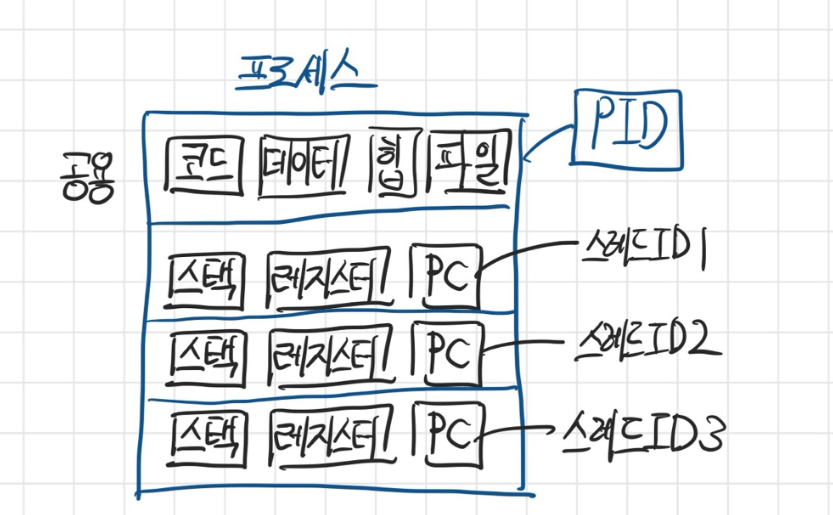 프로세스
PID
공용 코드 데이터 힙 파일
스택 레지스터 PC 스레드ID1
스택 레지스터 PC 스레드ID2
스택 레지스터 PC 스레드ID3